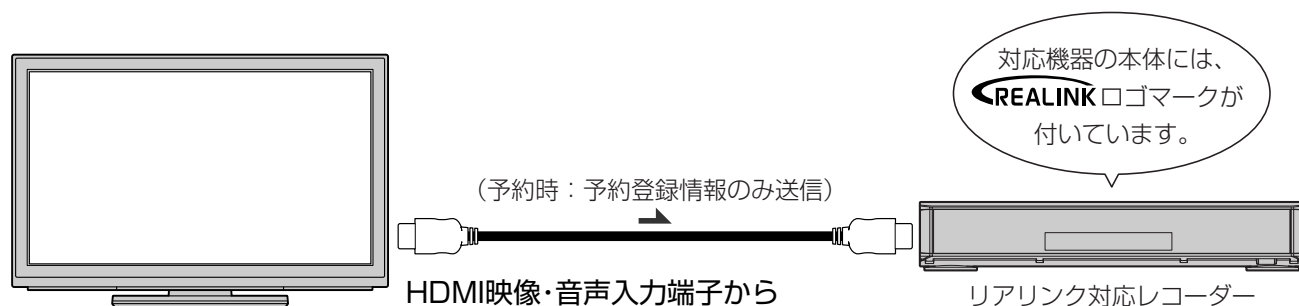 対応機器の本体には、
REALINKロゴマークが
付いています。
（予約時：予約登録情報のみ送信）
HDMI映像･音声入力端子から
リアリンク対応レコーダー